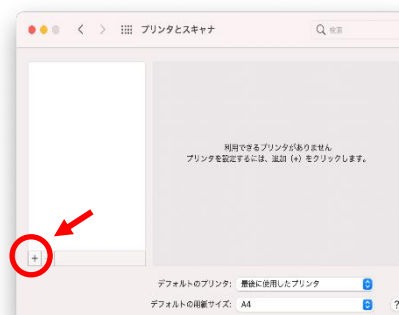 プリンタとスキャナ
検索
利用できるプリンタがありません
プリンタを設定するには、追加（+）をクリックします。
+
デフォルトのプリンタ: 最後に使用したプリンタ
デフォルトの用紙サイズ: A4
?